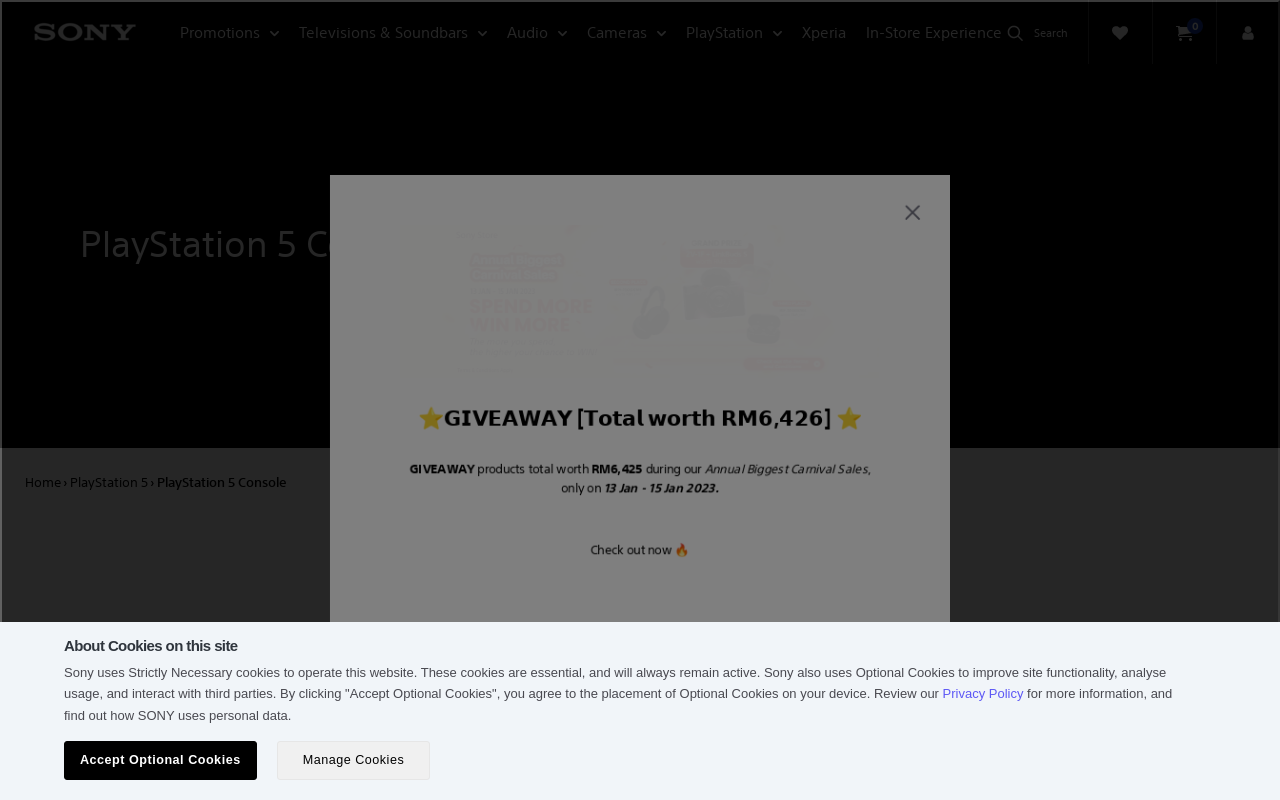 SONY
Promotions
Televisions & Soundbars
Audio
Cameras
PlayStation
Xperia
In-Store Experience
Search
0
PlayStation 5 Co
SPEND MORE
WIN MORE
⭐GIVEAWAY [Total worth RM6,426] ⭐
GIVEAWAY products total worth RM6,425 during our Annual Biggest Carnival Sales,
only on 13 Jan - 15 Jan 2023.
Check out now 🔥
Home › PlayStation 5 › PlayStation 5 Console
About Cookies on this site
Sony uses Strictly Necessary cookies to operate this website. These cookies are essential, and will always remain active. Sony also uses Optional Cookies to improve site functionality, analyse
usage, and interact with third parties. By clicking "Accept Optional Cookies", you agree to the placement of Optional Cookies on your device. Review our Privacy Policy for more information, and
find out how SONY uses personal data.
Accept Optional Cookies
Manage Cookies